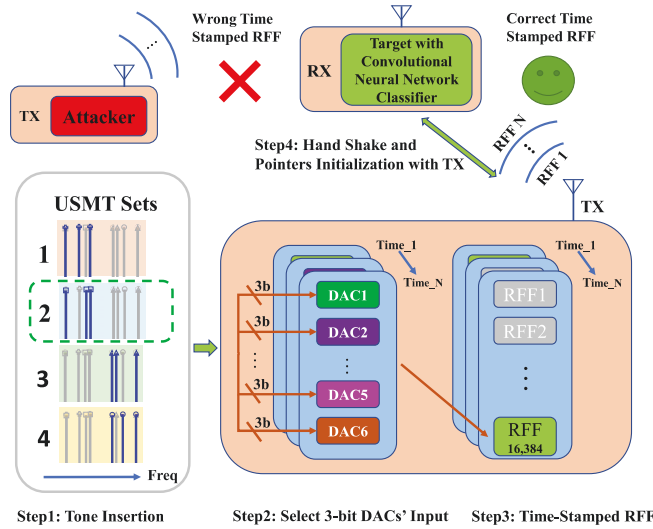 Wrong Time
Stamped RFF
...
TX
Attacker
RX
Target with
Convolutional
Neural Network
Classifier
Correct Time
Stamped RFF
Step4: Hand Shake and
Pointers Initialization with TX
RFF N
...
RFF 1
TX
USMT Sets
1
2
3
4
Freq
Time_1
Time_N
3b
DAC1
3b
DAC2
...
...
3b
DAC5
3b
DAC6
Time_1
Time_N
RFF1
RFF2
...
RFF
16,384
Step1: Tone Insertion
Step2: Select 3-bit DACs' Input
Step3: Time-Stamped RFF